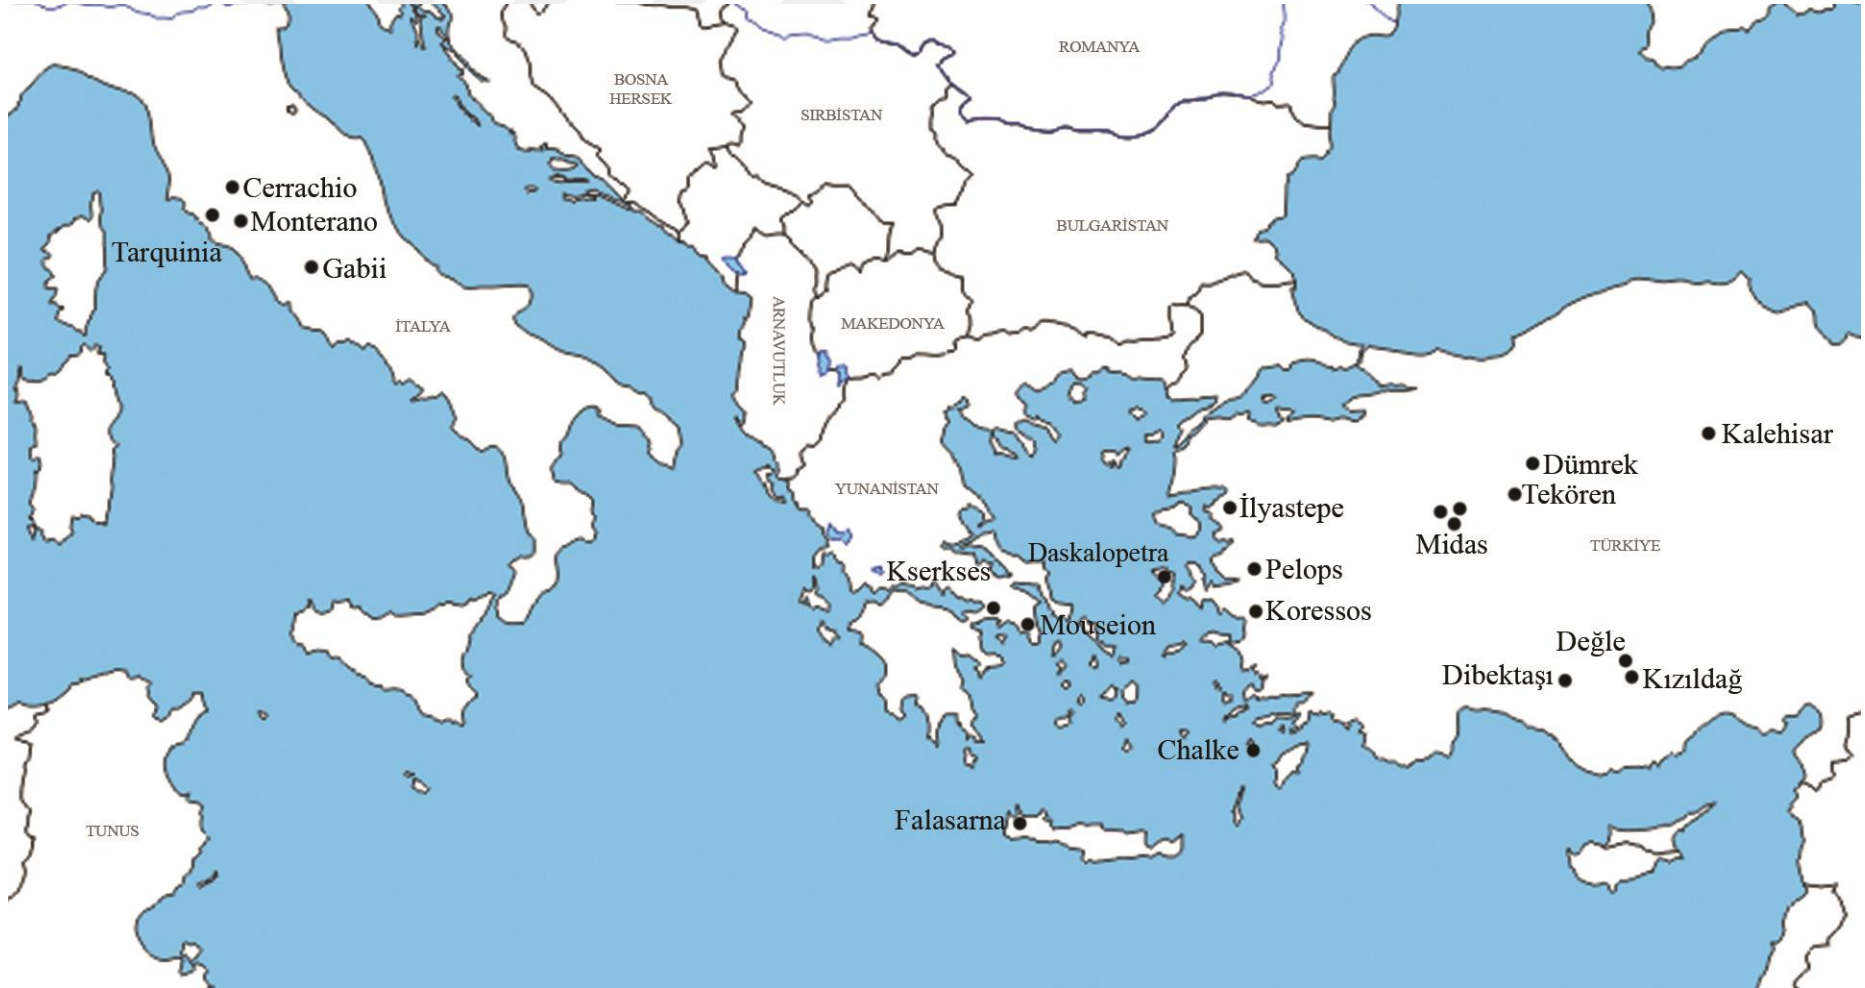 ROMANYA
BOSNA
HERSEK
SIRBİSTAN
Cerrachio
Monterano
BULGARİSTAN
Tarquinia
Gabii
İTALYA
ARNAVUTLUK
MAKEDONYA
Kalehisar
Dümrek
YUNANİSTAN
Tekören
İlyastepe
Midas
TÜRKİYE
Daskalopetra
Kserkses
Pelops
Koressos
Mouseion
Değle
Dibektaşı
Kızıldağ
Chalke
Falasarna
TUNUS